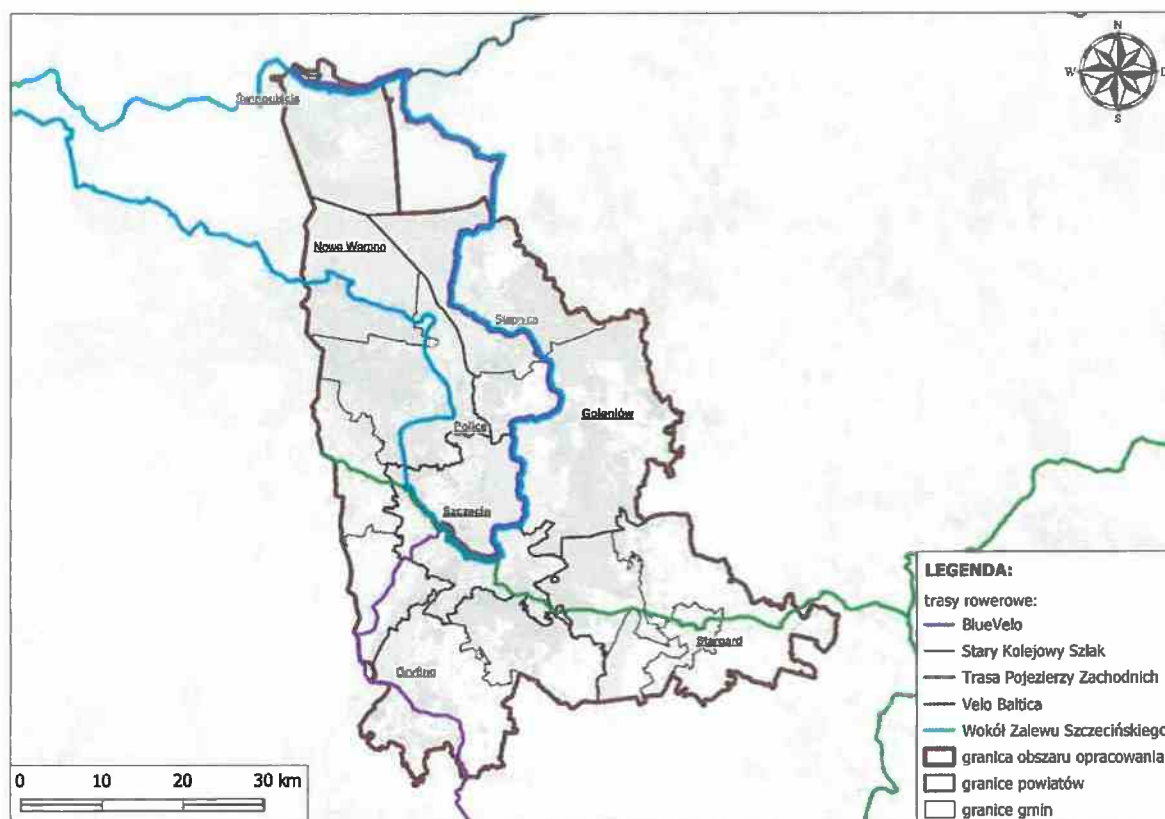 W
S
Nowe Warpno
Stepnica
Goleniów
Police
Szczecin
Stargard
Gryfino
LEGENDA:
trasy rowerowe:
BlueVelo
Stary Kolejowy Szlak
Trasa Pojezierzy Zachodnich
Velo Baltica
Wokół Zalewu Szczecińskiego
granica obszaru opracowania
granice powiatów
granice gmin
0 10 20 30 km